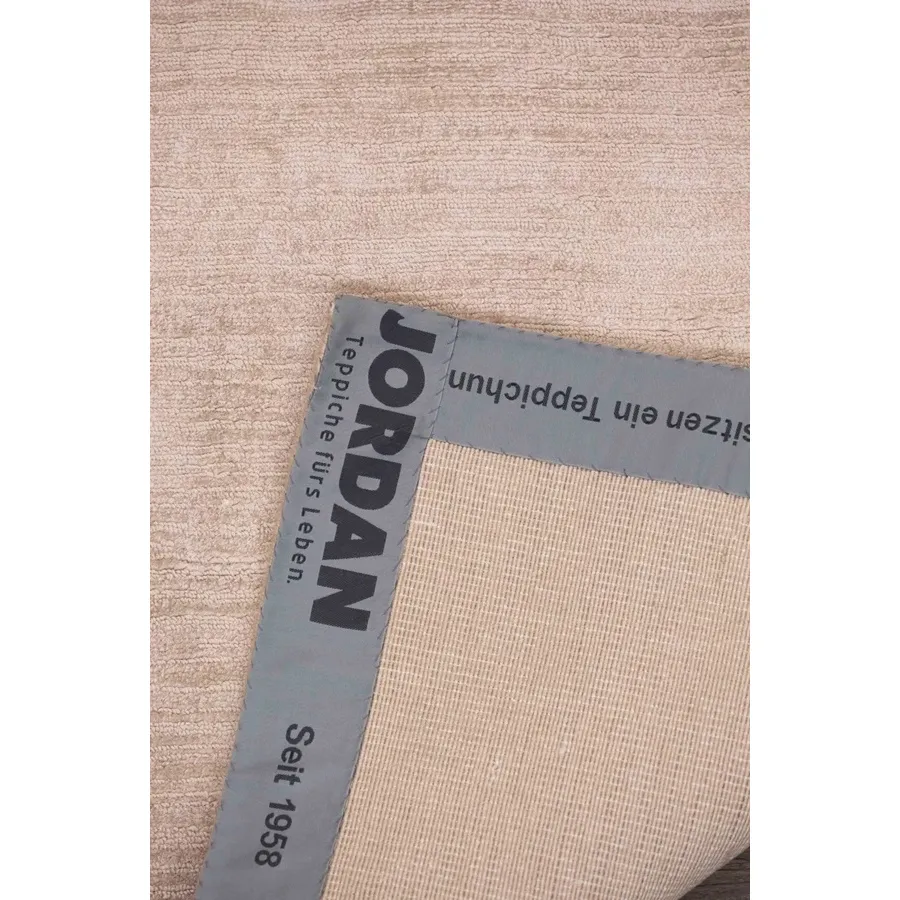 JORDAN
Teppiche fürs Leben.
Seit 1958
sitzen ein Teppichun